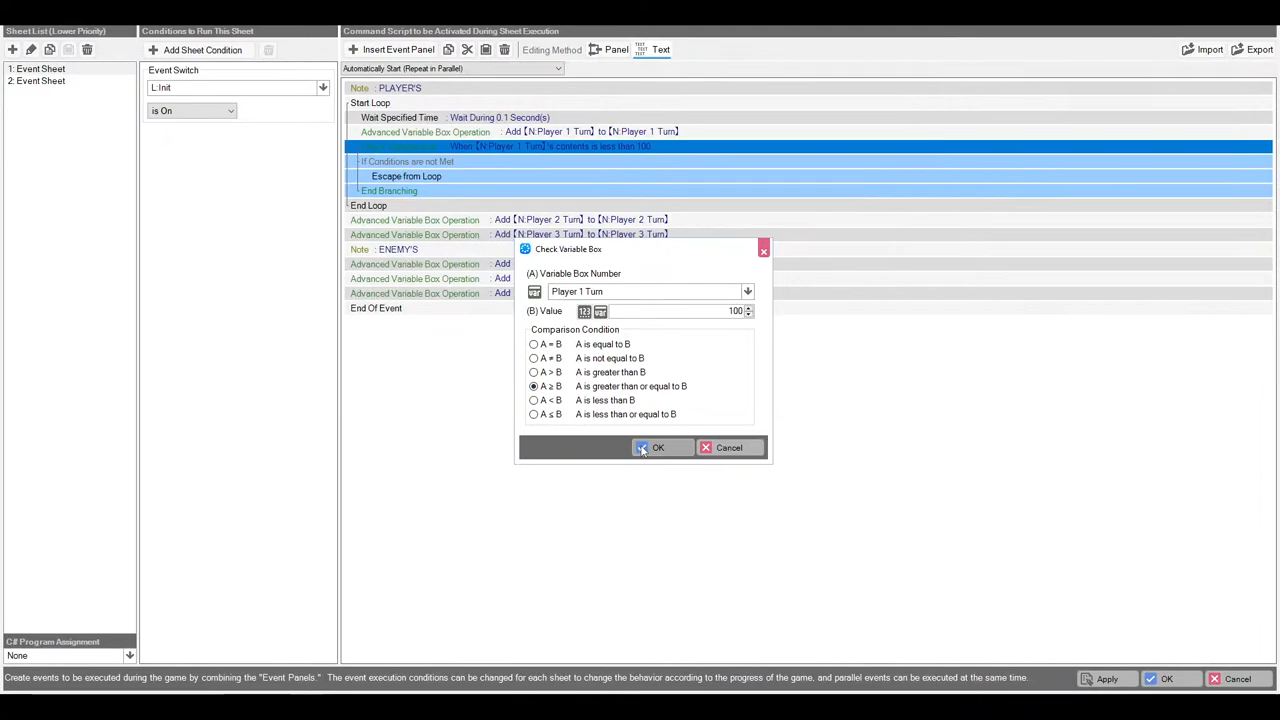 Sheet List (Lower Priority)
Conditions to Run This Sheet
Command Script to be Activated During Sheet Execution
Add Sheet Condition
Insert Event Panel
Editing Method
Panel
Text
Import
Export
1: Event Sheet
2: Event Sheet
Event Switch
L:Init
is On
Automatically Start (Repeat in Parallel)
Note : PLAYER'S
Start Loop
Wait Specified Time : Wait During 0.1 Second(s)
Advanced Variable Box Operation : Add【N:Player 1 Turn】to【N:Player 1 Turn】
: When【N:Player 1 Turn】's contents is less than 100
If Conditions are not Met
Escape from Loop
End Branching
End Loop
Advanced Variable Box Operation : Add【N:Player 2 Turn】to【N:Player 2 Turn】
Advanced Variable Box Operation : Add【N:Player 3 Turn】to【N:Player 3 Turn】
Note : ENEMY'S
Advanced Variable Box Operation : Add
Advanced Variable Box Operation : Add
Advanced Variable Box Operation : Add
End Of Event
Check Variable Box
(A) Variable Box Number
var
Player 1 Turn
(B) Value
123
var
100
Comparison Condition
A = B A is equal to B
A ≠ B A is not equal to B
A > B A is greater than B
A ≥ B A is greater than or equal to B
A < B A is less than B
A ≤ B A is less than or equal to B
OK
Cancel
C# Program Assignment
None
Create events to be executed during the game by combining the "Event Panels." The event execution conditions can be changed for each sheet to change the behavior according to the progress of the game, and parallel events can be executed at the same time.
Apply
OK
Cancel